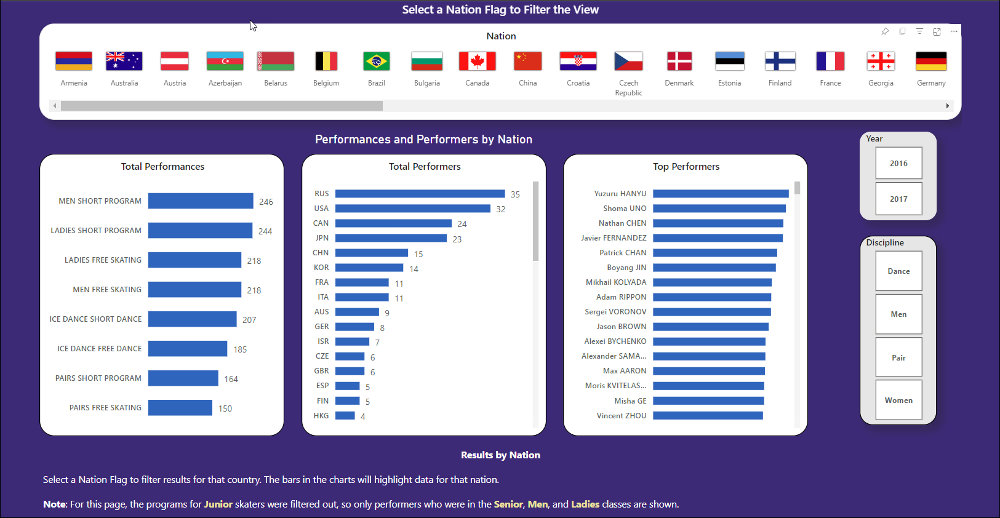 Select a Nation Flag to Filter the View
Nation
Armenia Australia Austria Azerbaijan Belarus Belgium Brazil Bulgaria Canada China Croatia Czech Republic Denmark Estonia Finland France Georgia Germany
Performances and Performers by Nation
Total Performances
MEN SHORT PROGRAM 246
LADIES SHORT PROGRAM 244
LADIES FREE SKATING 218
MEN FREE SKATING 218
ICE DANCE SHORT DANCE 207
ICE DANCE FREE DANCE 185
PAIRS SHORT PROGRAM 164
PAIRS FREE SKATING 150
Total Performers
RUS 35
USA 32
CAN 24
JPN 23
CHN 15
KOR 14
FRA 11
ITA 11
AUS 9
GER 8
ISR 7
CZE 6
GBR 6
ESP 5
FIN 5
HKG 4
Top Performers
Yuzuru HANYU
Shoma UNO
Nathan CHEN
Javier FERNANDEZ
Patrick CHAN
Boyang JIN
Mikhail KOLYADA
Adam RIPPON
Sergei VORONOV
Jason BROWN
Alexei BYCHENKO
Alexander SAMA...
Max AARON
Moris KVITELAS...
Misha GE
Vincent ZHOU
Year
2016
2017
Discipline
Dance
Men
Pair
Women
Results by Nation
Select a Nation Flag to filter results for that country. The bars in the charts will highlight data for that nation.
Note: For this page, the programs for Junior skaters were filtered out, so only performers who were in the Senior, Men, and Ladies classes are shown.